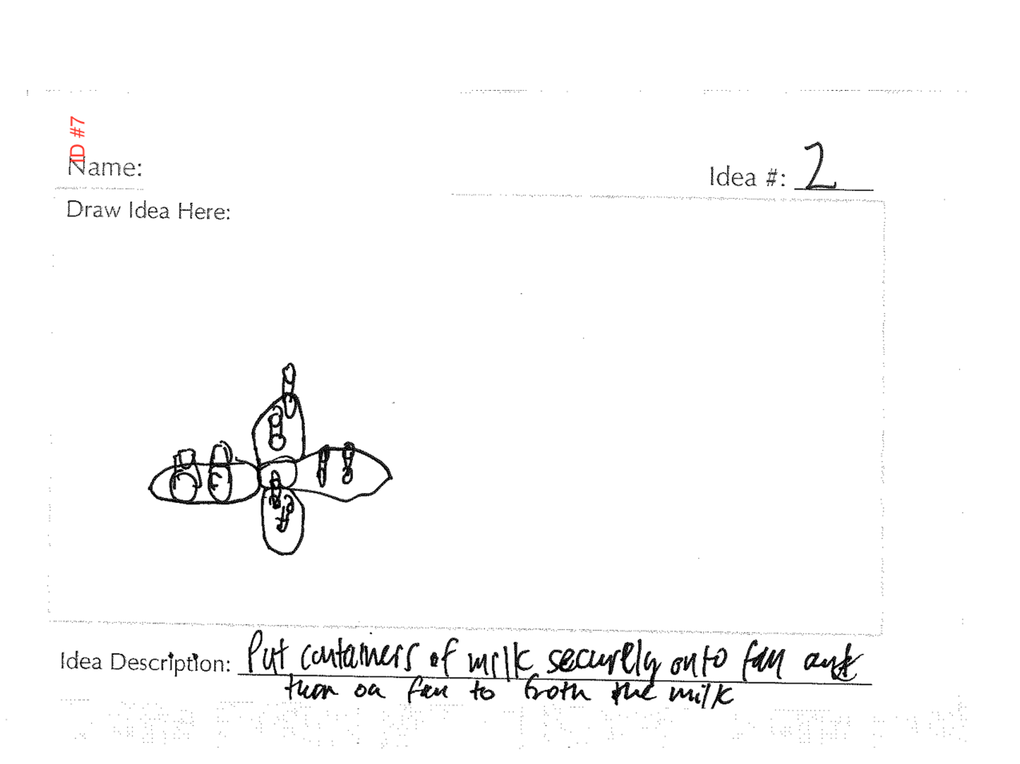 ID #7
Name:
Idea #: 2
Draw Idea Here:
Idea Description: Put containers of milk securely onto fan and
turn on fan to froth the milk